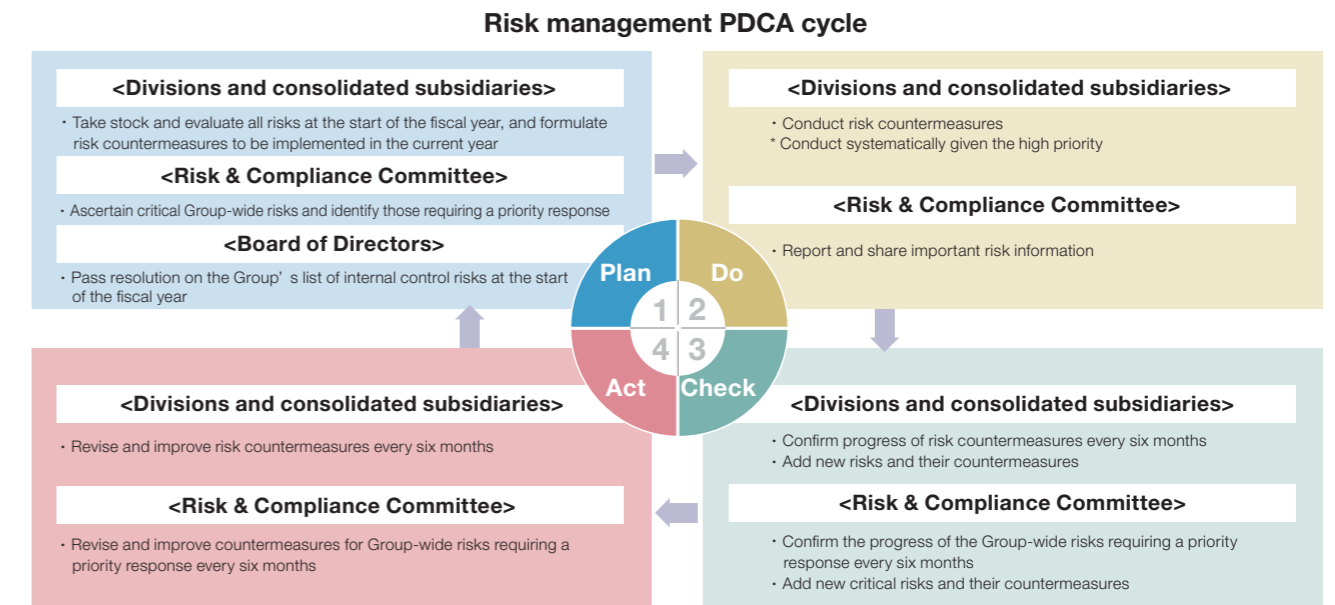 Risk management PDCA cycle
<Divisions and consolidated subsidiaries>
・Take stock and evaluate all risks at the start of the fiscal year, and formulate
risk countermeasures to be implemented in the current year
<Risk & Compliance Committee>
・Ascertain critical Group-wide risks and identify those requiring a priority response
<Board of Directors>
・Pass resolution on the Group' s list of internal control risks at the start
of the fiscal year
<Divisions and consolidated subsidiaries>
・Conduct risk countermeasures
* Conduct systematically given the high priority
<Risk & Compliance Committee>
・Report and share important risk information
Plan
Do
1
2
4
3
Act
Check
<Divisions and consolidated subsidiaries>
・Revise and improve risk countermeasures every six months
<Risk & Compliance Committee>
・Revise and improve countermeasures for Group-wide risks requiring a
priority response every six months
<Divisions and consolidated subsidiaries>
・Confirm progress of risk countermeasures every six months
・Add new risks and their countermeasures
<Risk & Compliance Committee>
・Confirm the progress of the Group-wide risks requiring a priority
response every six months
・Add new critical risks and their countermeasures